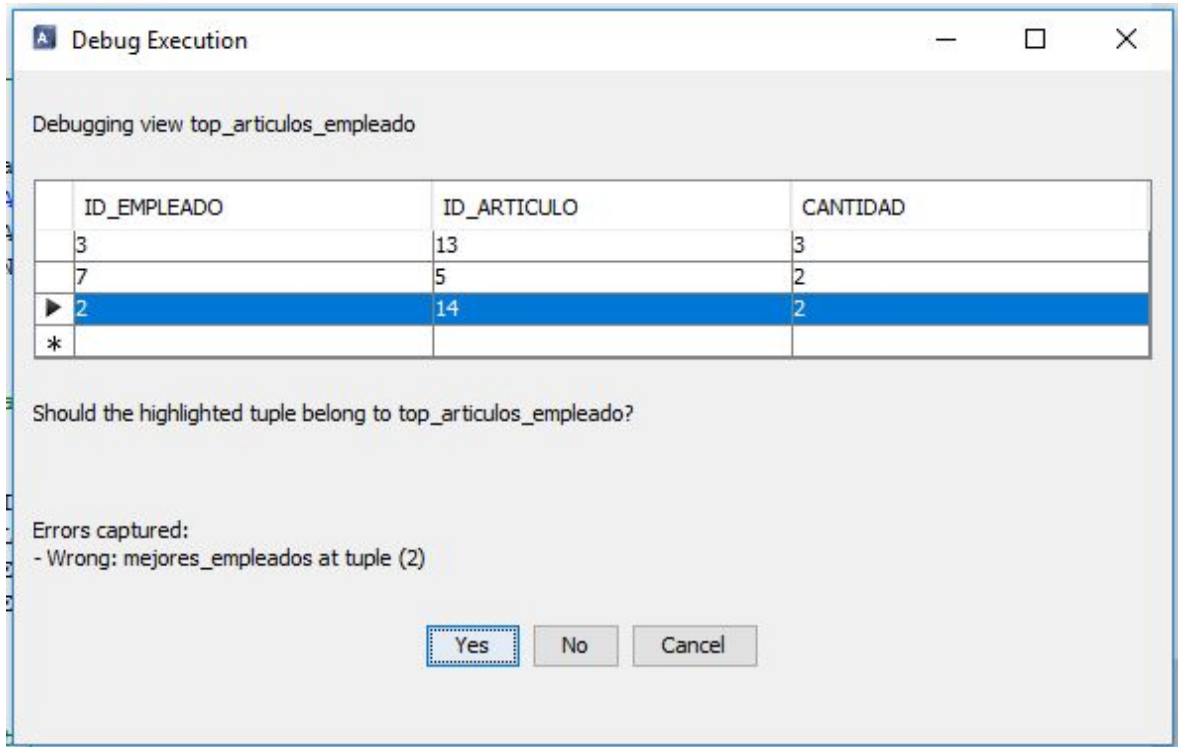 Debug Execution
Debugging view top_articulos_empleado
ID_EMPLEADO ID_ARTICULO CANTIDAD
3 13 3
7 5 2
2 14 2
*
Should the highlighted tuple belong to top_articulos_empleado?
Errors captured:
- Wrong: mejores_empleados at tuple (2)
Yes No Cancel